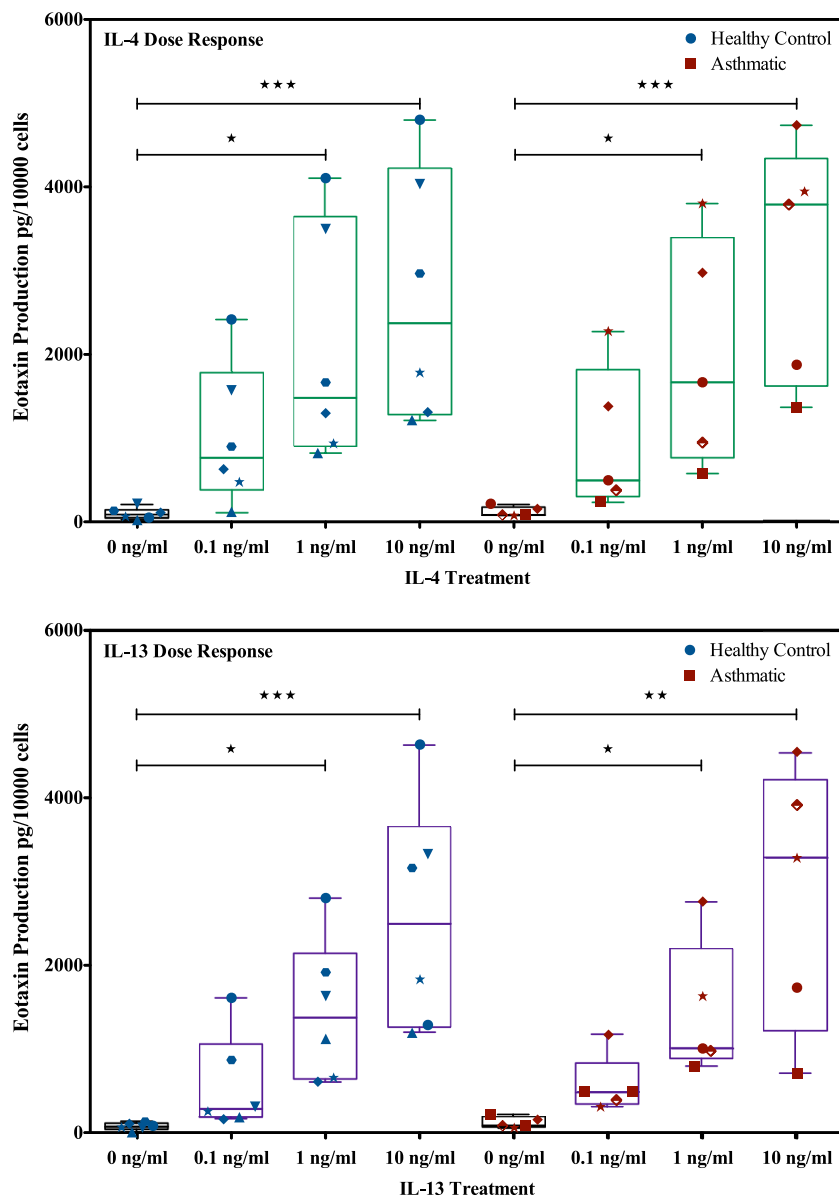 6000
IL-4 Dose Response
Healthy Control
Asthmatic
★★★
★★★
★
★
4000
2000
0
Eotaxin Production pg/10000 cells
0 ng/ml 0.1 ng/ml 1 ng/ml 10 ng/ml 0 ng/ml 0.1 ng/ml 1 ng/ml 10 ng/ml
IL-4 Treatment
6000
IL-13 Dose Response
Healthy Control
Asthmatic
★★★
★★
★
★
4000
2000
0
Eotaxin Production pg/10000 cells
0 ng/ml 0.1 ng/ml 1 ng/ml 10 ng/ml 0 ng/ml 0.1 ng/ml 1 ng/ml 10 ng/ml
IL-13 Treatment